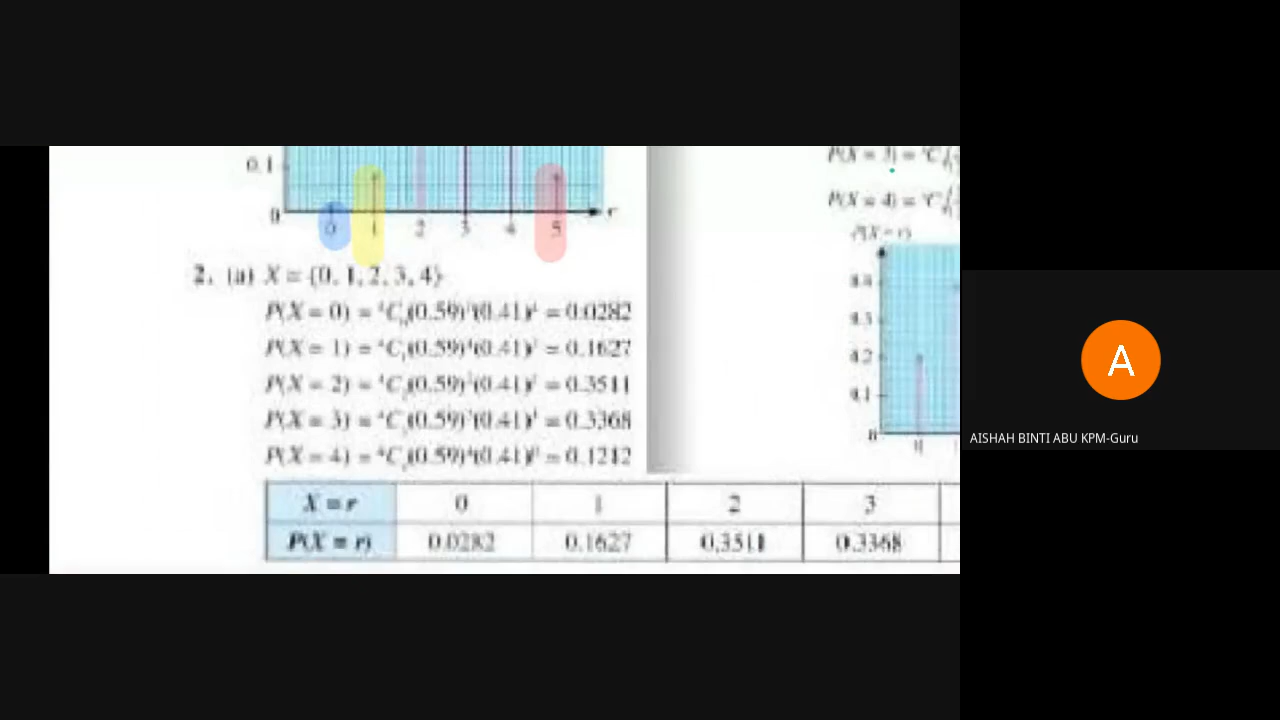 0.1
0
r
0 1 2 3 4 5
2. (a) X = {0, 1, 2, 3, 4}
P(X = 0) = ⁴C₀(0.59)⁰(0.41)⁴ = 0.0282
P(X = 1) = ⁴C₁(0.59)¹(0.41)³ = 0.1627
P(X = 2) = ⁴C₂(0.59)²(0.41)² = 0.3511
P(X = 3) = ⁴C₃(0.59)³(0.41)¹ = 0.3368
P(X = 4) = ⁴C₄(0.59)⁴(0.41)⁰ = 0.1212
X = r 0 1 2 3
P(X = r) 0.0282 0.1627 0.3511 0.3368
P(X = 3) =
P(X = 4) =
P(X = r)
0.4
0.3
0.2
0.1
0
0
A
AISHAH BINTI ABU KPM-Guru